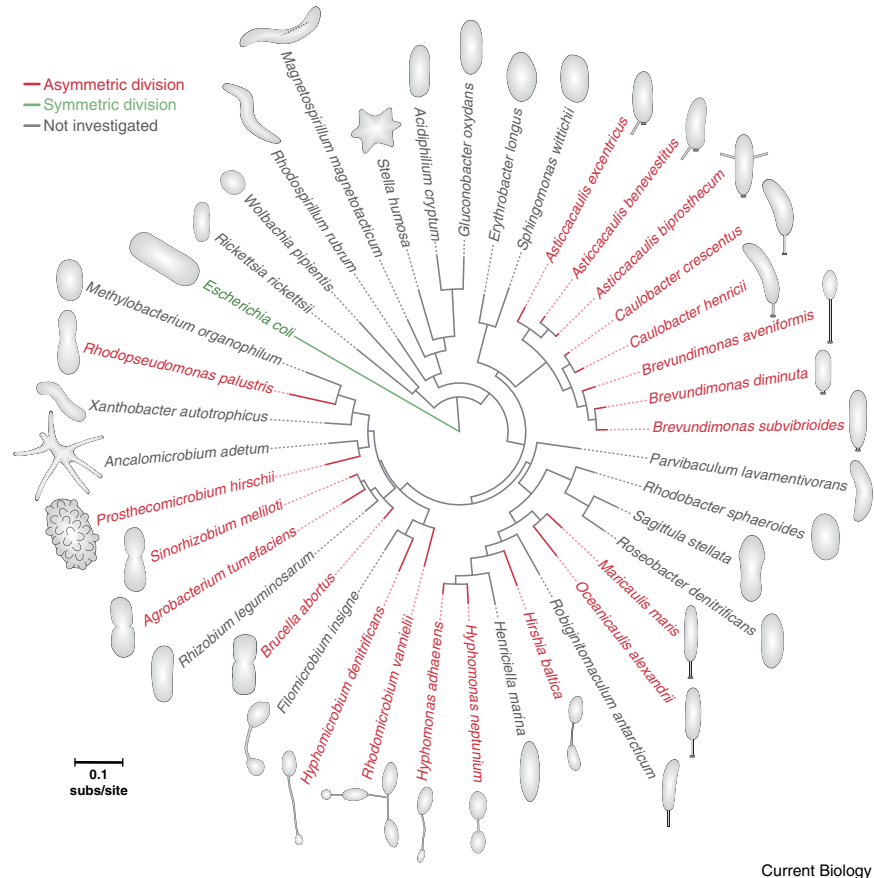 Asymmetric division
Symmetric division
Not investigated
Magnetospirillum magnetotacticum
Rhodospirillum rubrum
Stella humosa
Acidiphilium cryptum
Gluconobacter oxydans
Erythrobacter longus
Sphingomonas wittichii
Asticcacaulis excentricus
Asticcacaulis benevestitus
Asticcacaulis biprosthecum
Caulobacter crescentus
Caulobacter henricii
Brevundimonas aveniformis
Brevundimonas diminuta
Brevundimonas subvibrioides
Parvibaculum lavamentivorans
Rhodobacter sphaeroides
Sagittula stellata
Roseobacter denitrificans
Maricaulis maris
Oceanicaulis alexandrii
Robiginitomaculum antarcticum
Hirshia baltica
Henriciella marina
Hyphomonas neptunium
Hyphomonas adhaerens
Rhodomicrobium vannielii
Hyphomicrobium denitrificans
Filomicrobium insigne
Brucella abortus
Rhizobium leguminosarum
Agrobacterium tumefaciens
Sinorhizobium meliloti
Prosthecomicrobium hirschii
Ancalomicrobium adetum
Xanthobacter autotrophicus
Rhodopseudomonas palustris
Methylobacterium organophilum
Escherichia coli
Rickettsia rickettsii
Wolbachia pipientis
0.1
subs/site
Current Biology